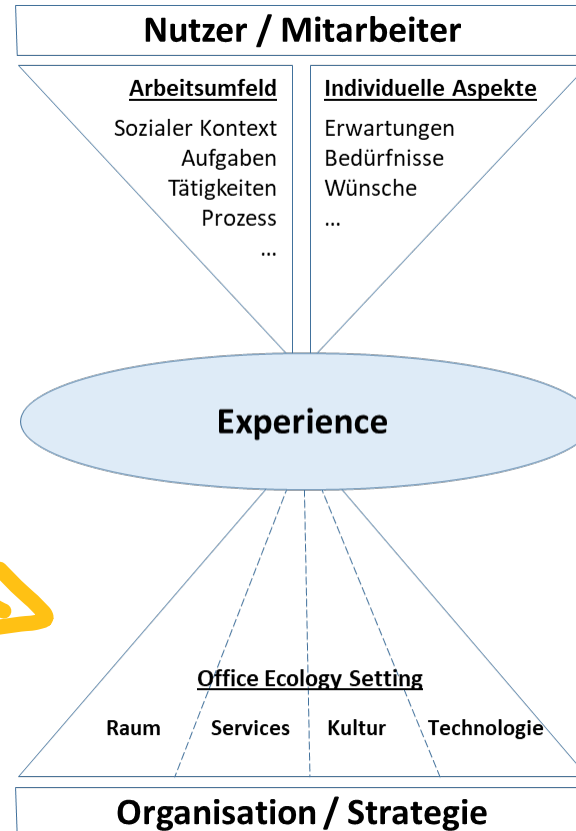 Nutzer / Mitarbeiter
Arbeitsumfeld
Sozialer Kontext
Aufgaben
Tätigkeiten
Prozess
...
Individuelle Aspekte
Erwartungen
Bedürfnisse
Wünsche
...
Experience
Office Ecology Setting
Raum Services Kultur Technologie
Organisation / Strategie